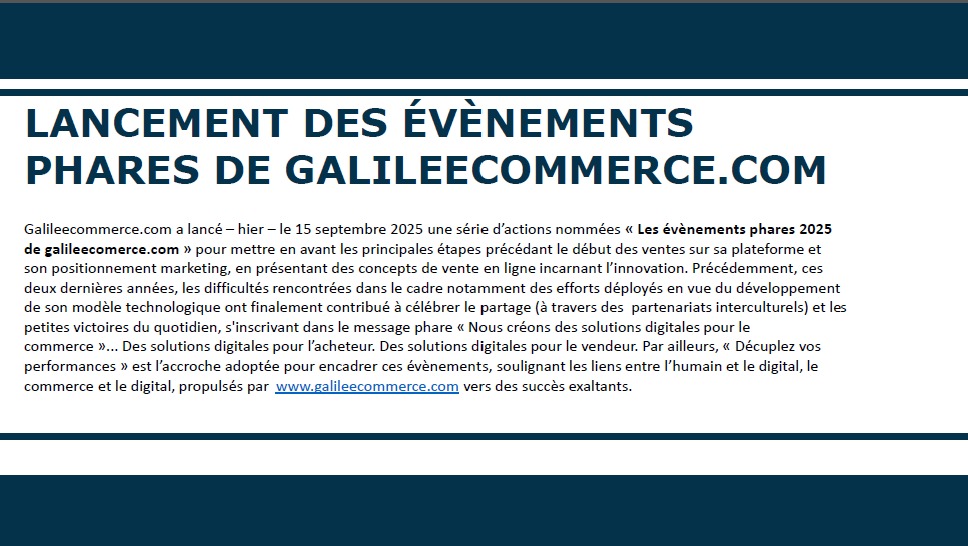 LANCEMENT DES ÉVÈNEMENTS
PHARES DE GALILEECOMMERCE.COM
Galileecommerce.com a lancé – hier – le 15 septembre 2025 une série d’actions nommées « Les évènements phares 2025
de galileecomerce.com » pour mettre en avant les principales étapes précédant le début des ventes sur sa plateforme et
son positionnement marketing, en présentant des concepts de vente en ligne incarnant l’innovation. Précédemment, ces
deux dernières années, les difficultés rencontrées dans le cadre notamment des efforts déployés en vue du développement
de son modèle technologique ont finalement contribué à célébrer le partage (à travers des partenariats interculturels) et les
petites victoires du quotidien, s'inscrivant dans le message phare « Nous créons des solutions digitales pour le
commerce »... Des solutions digitales pour l’acheteur. Des solutions digitales pour le vendeur. Par ailleurs, « Décuplez vos
performances » est l’accroche adoptée pour encadrer ces évènements, soulignant les liens entre l’humain et le digital, le
commerce et le digital, propulsés par www.galileecommerce.com vers des succès exaltants.